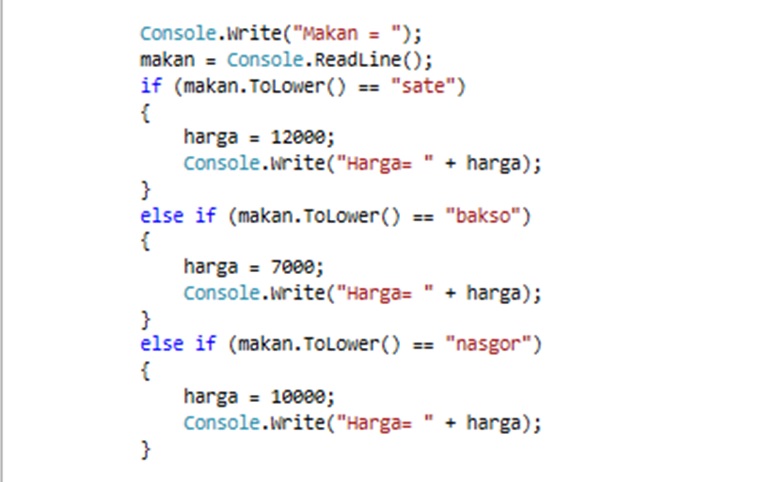 Console.Write("Makan = ");
makan = Console.ReadLine();
if (makan.ToLower() == "sate")
{
harga = 12000;
Console.Write("Harga= " + harga);
}
else if (makan.ToLower() == "bakso")
{
harga = 7000;
Console.Write("Harga= " + harga);
}
else if (makan.ToLower() == "nasgor")
{
harga = 10000;
Console.Write("Harga= " + harga);
}